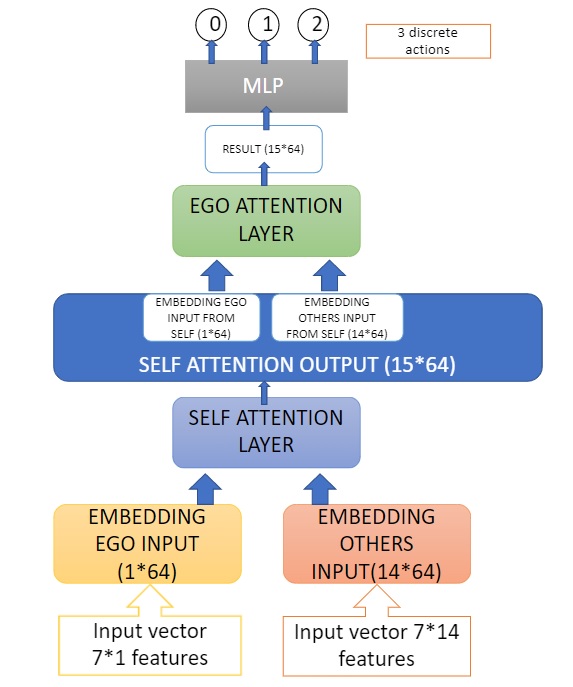 0 1 2
3 discrete
actions
MLP
RESULT (15*64)
EGO ATTENTION
LAYER
EMBEDDING EGO
INPUT FROM
SELF (1*64)
EMBEDDING
OTHERS INPUT
FROM SELF (14*64)
SELF ATTENTION OUTPUT (15*64)
SELF ATTENTION
LAYER
EMBEDDING
EGO INPUT
(1*64)
EMBEDDING
OTHERS
INPUT(14*64)
Input vector
7*1 features
Input vector 7*14
features